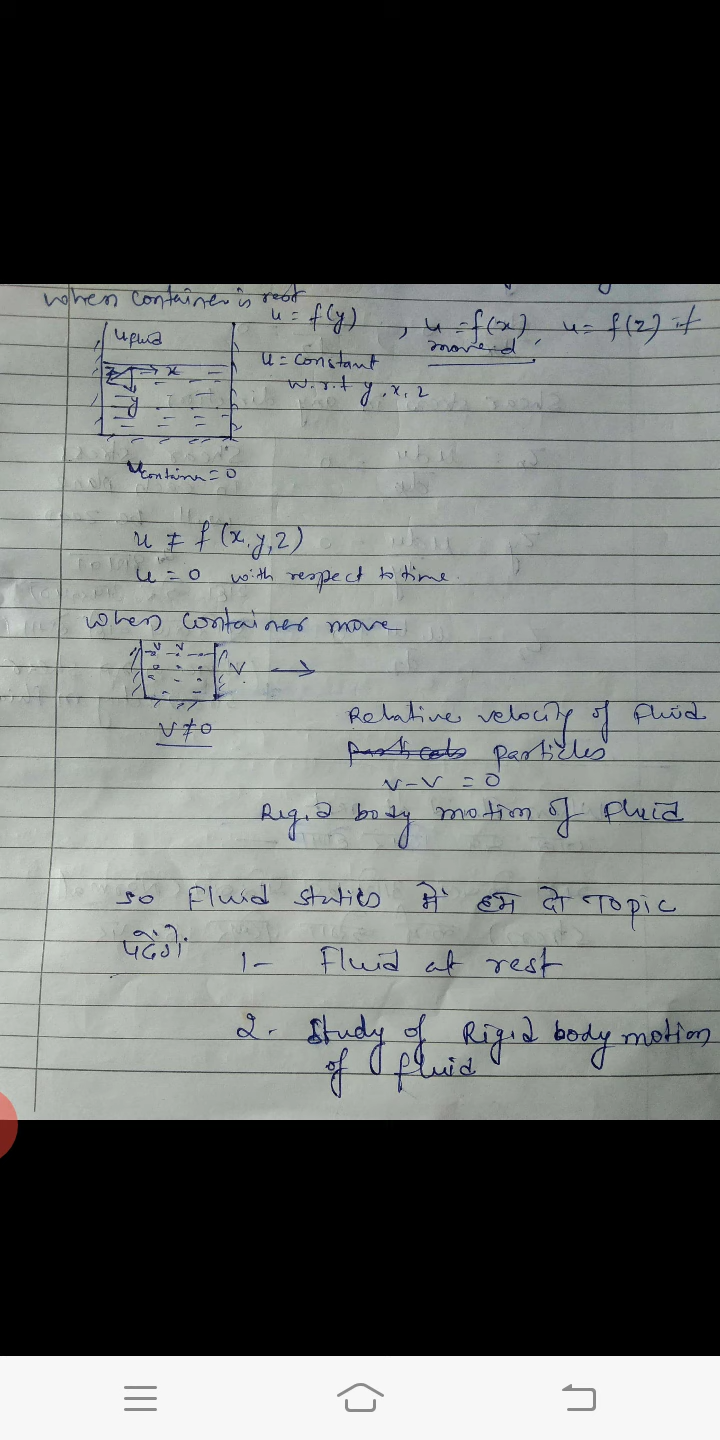 when container is rest
u = f(y) , u = f(x) , u = f(z) if
moved
u fluid
u = constant
w.r.t y, x, z
x
z
y
u container = 0
u ≠ f(x, y, z)
u = 0 with respect to time.
when container move
v v
V
V ≠ 0
Relative velocity of fluid
particles
v - v = 0
Rigid body motion of fluid
so Fluid statics में हम दो Topic
पढेंगे
1- Fluid at rest
2- Study of Rigid body motion
of fluid